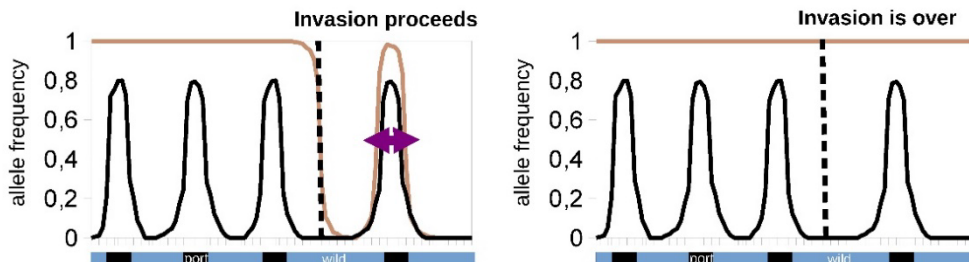 Invasion proceeds
1
0,8
0,6
0,4
0,2
0
allele frequency
port
wild
Invasion is over
1
0,8
0,6
0,4
0,2
0
allele frequency
port
wild